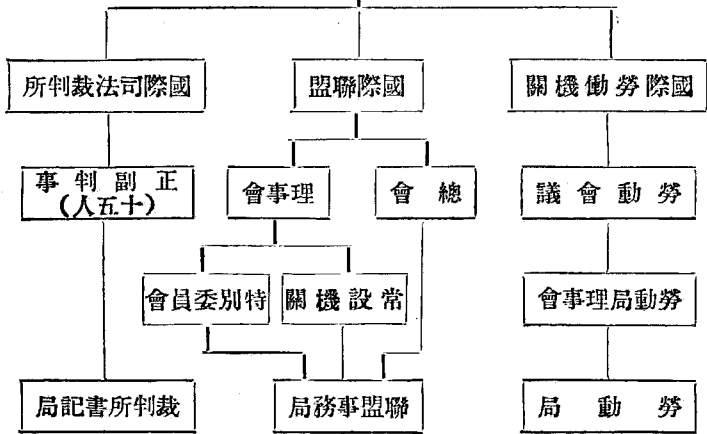 國際勞働機關
國際聯盟
國際司法裁判所
勞動會議
總會
理事會
正副判事
(十五人)
勞動局理事會
常設機關
特別委員會
勞動局
聯盟事務局
裁判所書記局